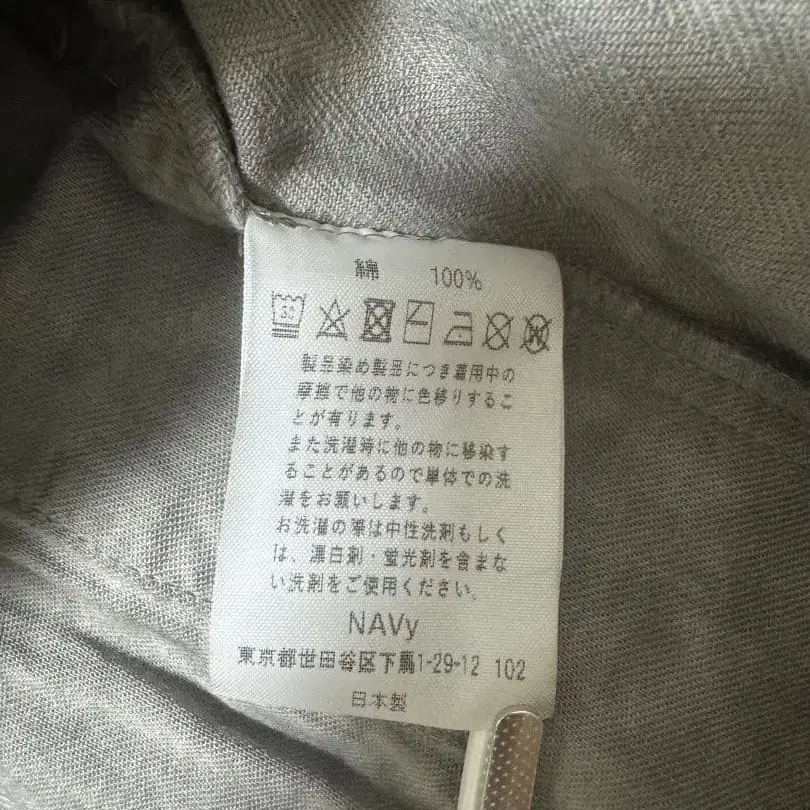 綿 100%
30
製品染め製品につき着用中の
摩擦で他の物に色移りするこ
とが有ります。
また洗濯時に他の物に移染す
ることがあるので単体での洗
濯をお願いします。
お洗濯の際は中性洗剤もしく
は、漂白剤・蛍光剤を含まな
い洗剤をご使用ください。
NAVy
東京都世田谷区下馬1-29-12 102
日本製